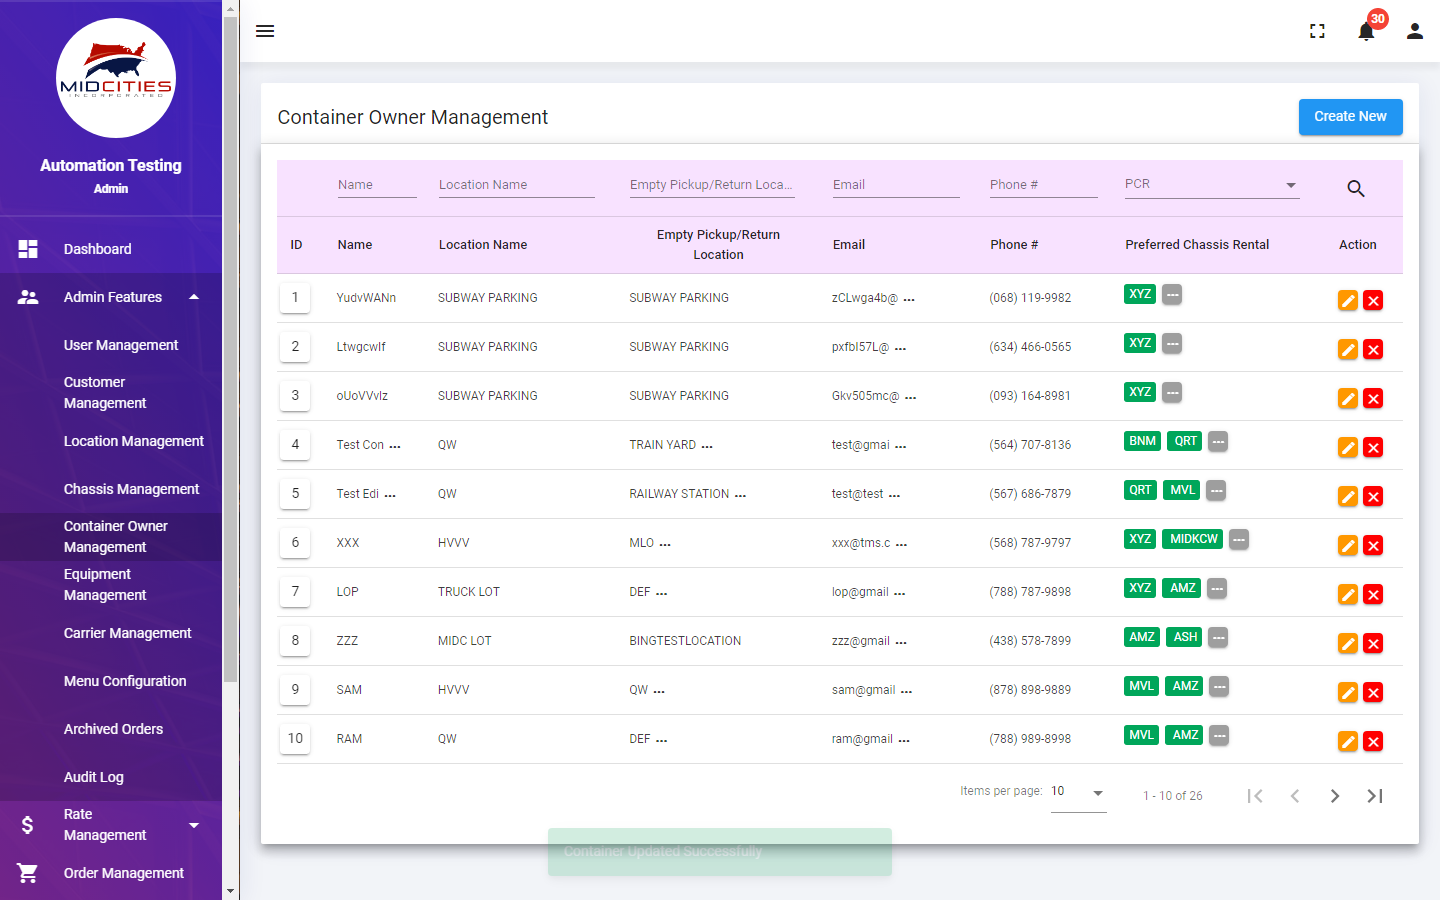 MIDCITIES
INCORPORATED
Automation Testing
Admin
Dashboard
Admin Features
User Management
Customer
Management
Location Management
Chassis Management
Container Owner
Management
Equipment
Management
Carrier Management
Menu Configuration
Archived Orders
Audit Log
Rate
Management
Order Management
30
Container Owner Management
Create New
Name Location Name Empty Pickup/Return Loca... Email Phone # PCR
ID Name Location Name Empty Pickup/Return Location Email Phone # Preferred Chassis Rental Action
1 YudvWANn SUBWAY PARKING SUBWAY PARKING zCLwga4b@ ... (068) 119-9982 XYZ ---
2 Ltwgcwlf SUBWAY PARKING SUBWAY PARKING pxfbI57L@ ... (634) 466-0565 XYZ ---
3 oUoVVvlz SUBWAY PARKING SUBWAY PARKING Gkv505mc@ ... (093) 164-8981 XYZ ---
4 Test Con ... QW TRAIN YARD ... test@gmai ... (564) 707-8136 BNM QRT ---
5 Test Edi ... QW RAILWAY STATION ... test@test ... (567) 686-7879 QRT MVL ---
6 XXX HVVV MLO ... xxx@tms.c ... (568) 787-9797 XYZ MIDKCW ---
7 LOP TRUCK LOT DEF ... lop@gmail ... (788) 787-9898 XYZ AMZ ---
8 ZZZ MIDC LOT BINGTESTLOCATION zzz@gmail ... (438) 578-7899 AMZ ASH ---
9 SAM HVVV QW ... sam@gmail ... (878) 898-9889 MVL AMZ ---
10 RAM QW DEF ... ram@gmail ... (788) 989-8998 MVL AMZ ---
Items per page: 10 1 - 10 of 26
Container Updated Successfully